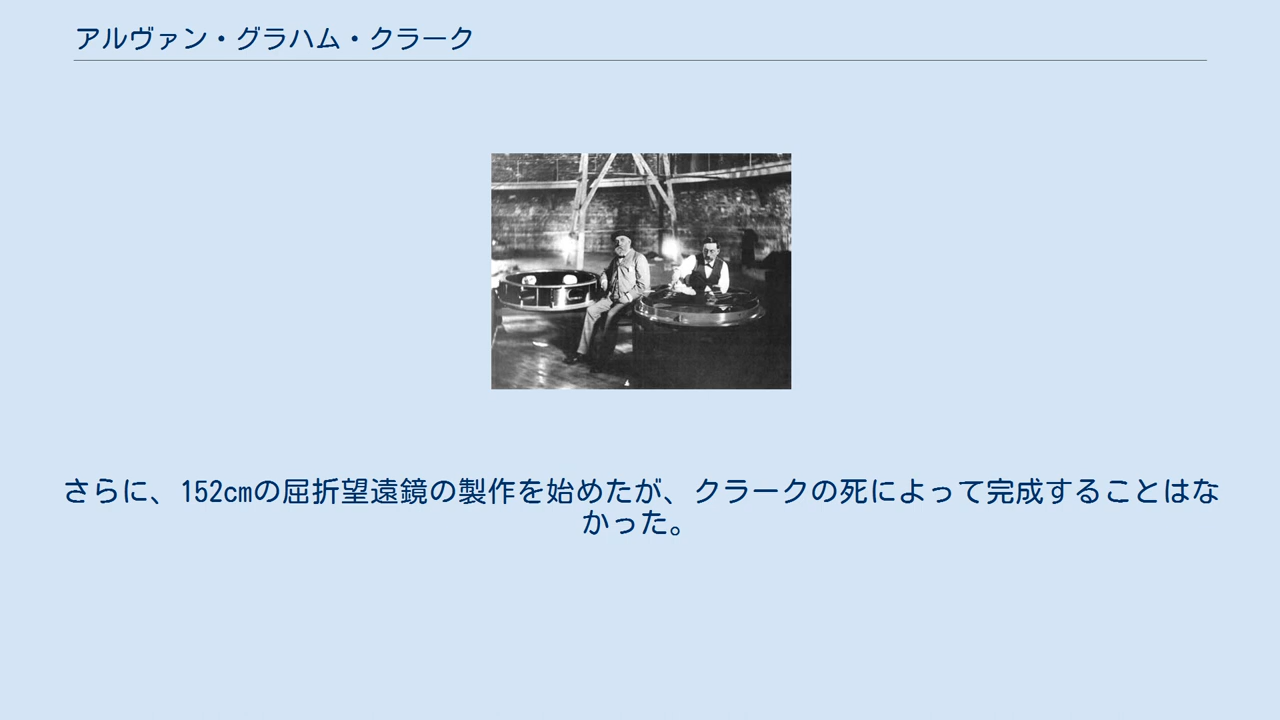 アルヴァン・グラハム・クラーク
さらに、152cmの屈折望遠鏡の製作を始めたが、クラークの死によって完成することはな
かった。